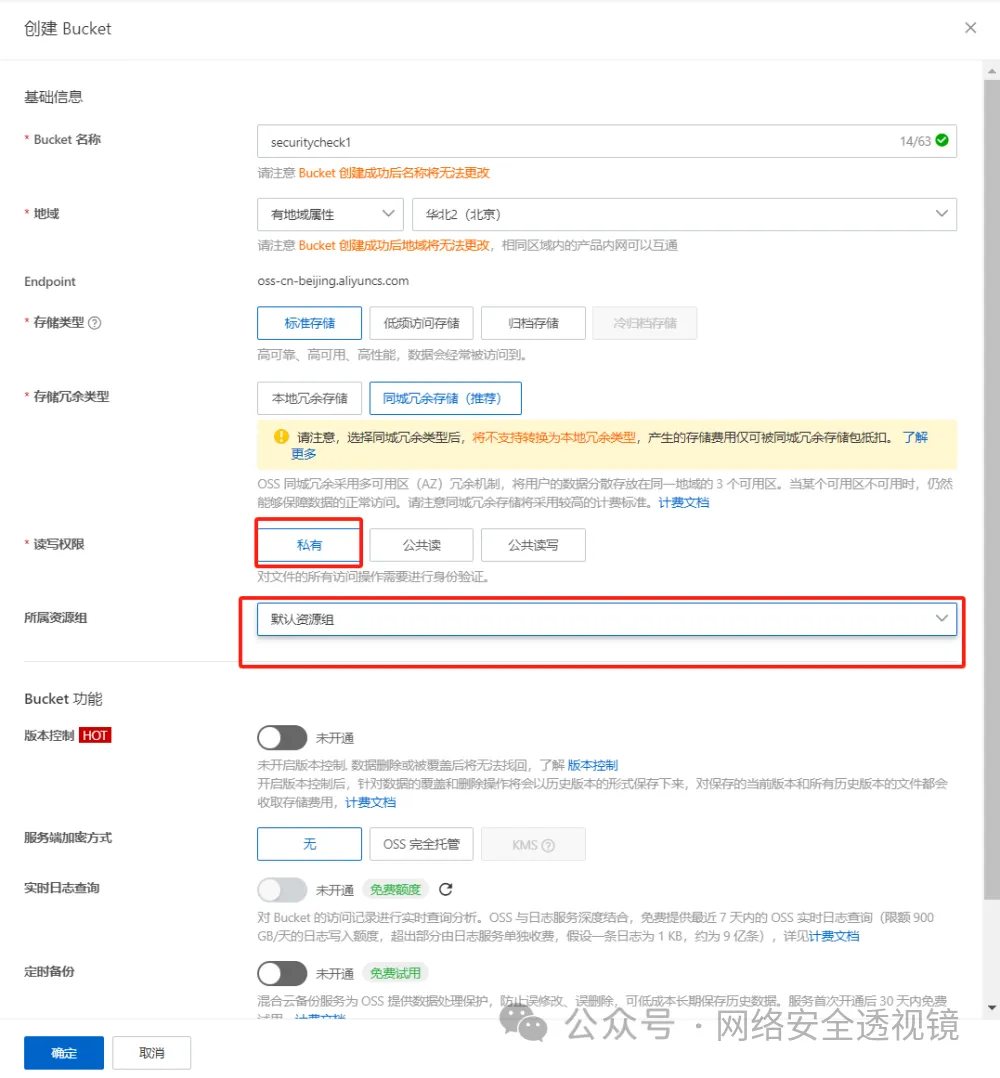 创建 Bucket
基础信息
* Bucket 名称
securitycheck1
14/63
请注意 Bucket 创建成功后名称将无法更改
* 地域
有地域属性
华北2（北京）
请注意 Bucket 创建成功后地域将无法更改，相同区域内的产品内网可以互通
Endpoint
oss-cn-beijing.aliyuncs.com
* 存储类型 ?
标准存储
低频访问存储
归档存储
冷归档存储
高可靠、高可用、高性能，数据会经常被访问到。
* 存储冗余类型
本地冗余存储
同城冗余存储（推荐）
请注意，选择同城冗余类型后，将不支持转换为本地冗余类型，产生的存储费用仅可被同城冗余存储包抵扣。 了解
更多
OSS 同城冗余采用多可用区（AZ）冗余机制，将用户的数据分散存放在同一地域的 3 个可用区。当某个可用区不可用时，仍然
能够保障数据的正常访问。请注意同城冗余存储将采用较高的计费标准。计费文档
* 读写权限
私有
公共读
公共读写
对文件的所有访问操作需要进行身份验证。
所属资源组
默认资源组
Bucket 功能
版本控制 HOT
未开通
未开启版本控制. 数据删除或被覆盖后将无法找回，了解 版本控制
开启版本控制后，针对数据的覆盖和删除操作将会以历史版本的形式保存下来，对保存的当前版本和所有历史版本的文件都会
收取存储费用，计费文档
服务端加密方式
无
OSS 完全托管
KMS ?
实时日志查询
未开通
免费额度
对 Bucket 的访问记录进行实时查询分析。OSS 与日志服务深度结合，免费提供最近 7 天内的 OSS 实时日志查询（限额 900
GB/天的日志写入额度，超出部分由日志服务单独收费，假设一条日志为 1 KB，约为 9 亿条），详见计费文档
定时备份
未开通
免费试用
混合云备份服务为 OSS 提供数据处理保护，防止误修改、误删除，可低成本长期保存历史数据。服务首次开通后 30 天内免费
试用 计费文档
公众号 · 网络安全透视镜
确定
取消